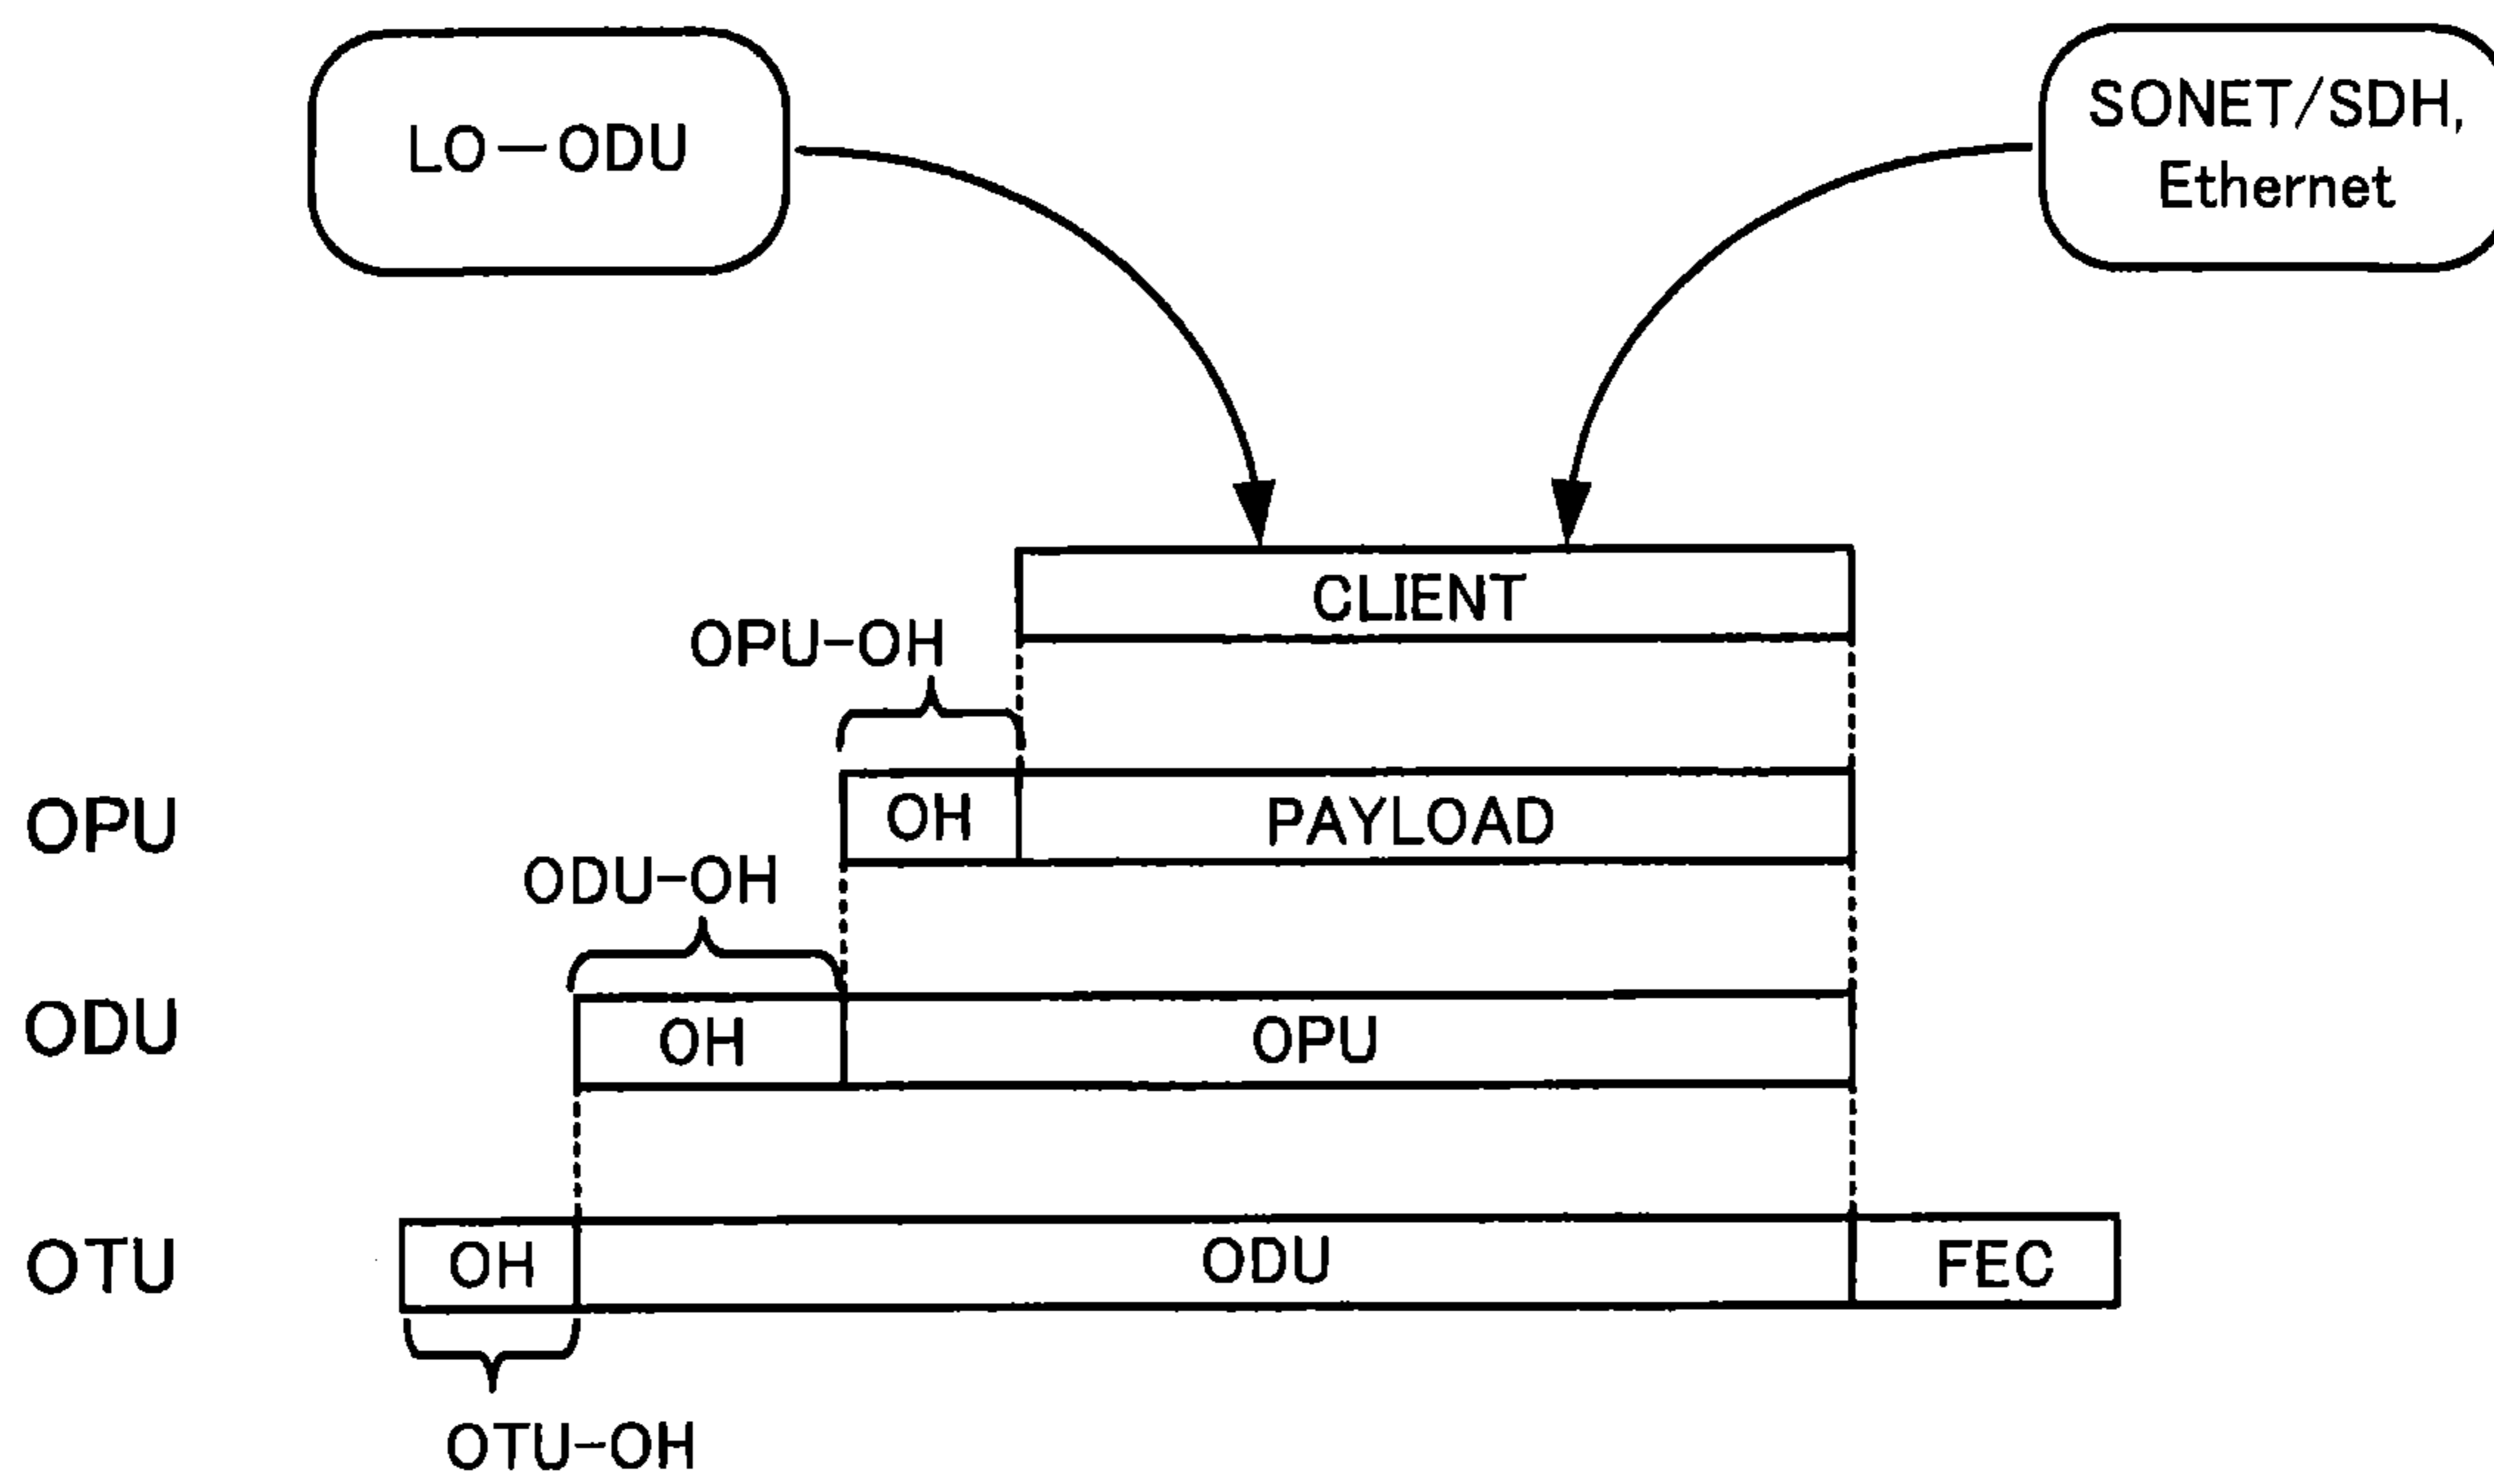 LO-ODU
SONET/SDH,
Ethernet
CLIENT
OPU-OH
OPU
OH
PAYLOAD
ODU-OH
ODU
OH
OPU
OTU
OH
ODU
FEC
OTU-OH